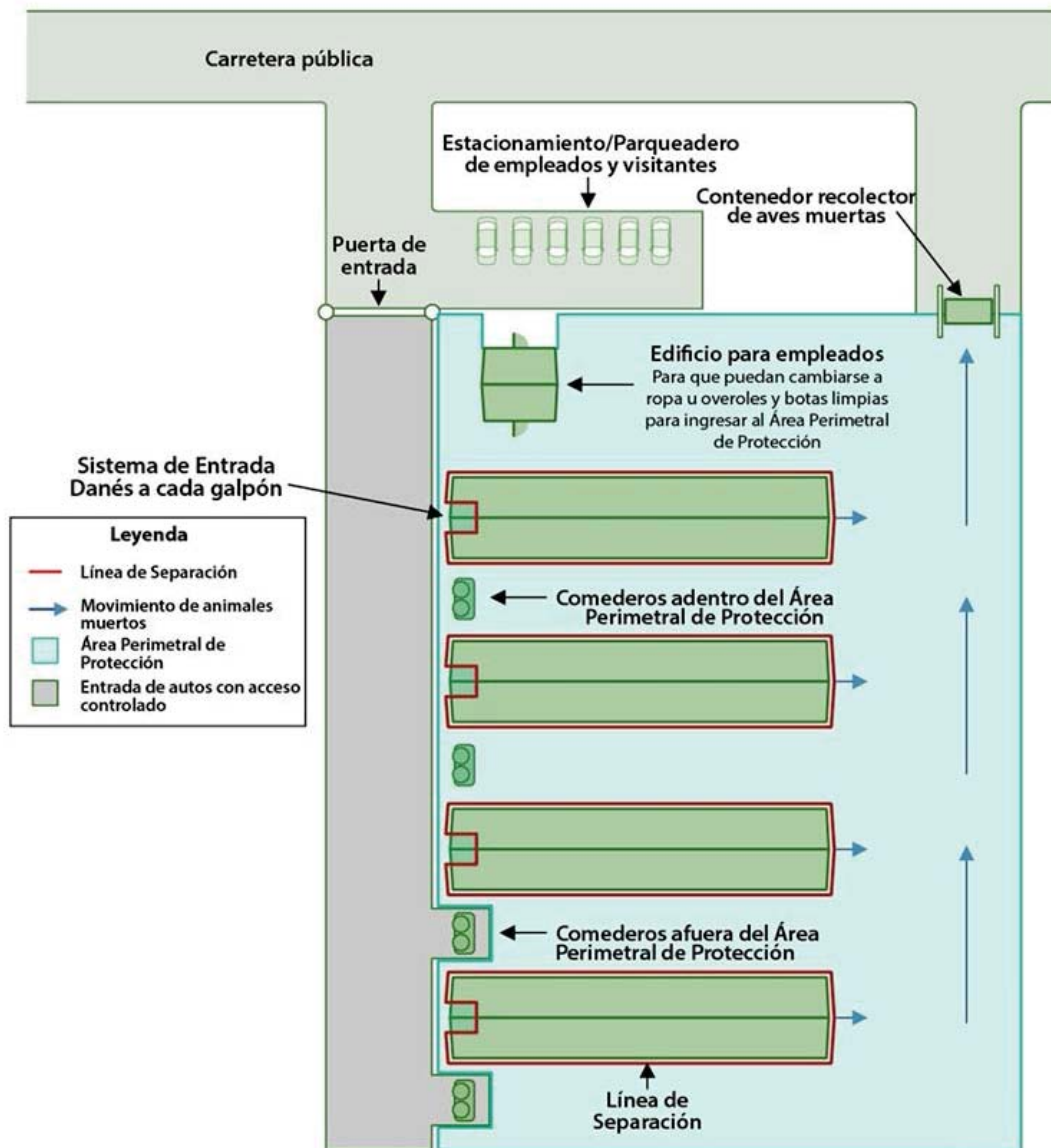 Carretera pública
Estacionamiento/Parqueadero
de empleados y visitantes
Contenedor recolector
de aves muertas
Puerta de
entrada
Edificio para empleados
Para que puedan cambiarse a
ropa u overoles y botas limpias
para ingresar al Área Perimetral
de Protección
Sistema de Entrada
Danés a cada galpón
Leyenda
Línea de Separación
Movimiento de animales
muertos
Área Perimetral de
Protección
Entrada de autos con acceso
controlado
Comederos adentro del Área
Perimetral de Protección
Comederos afuera del Área
Perimetral de Protección
Línea de
Separación